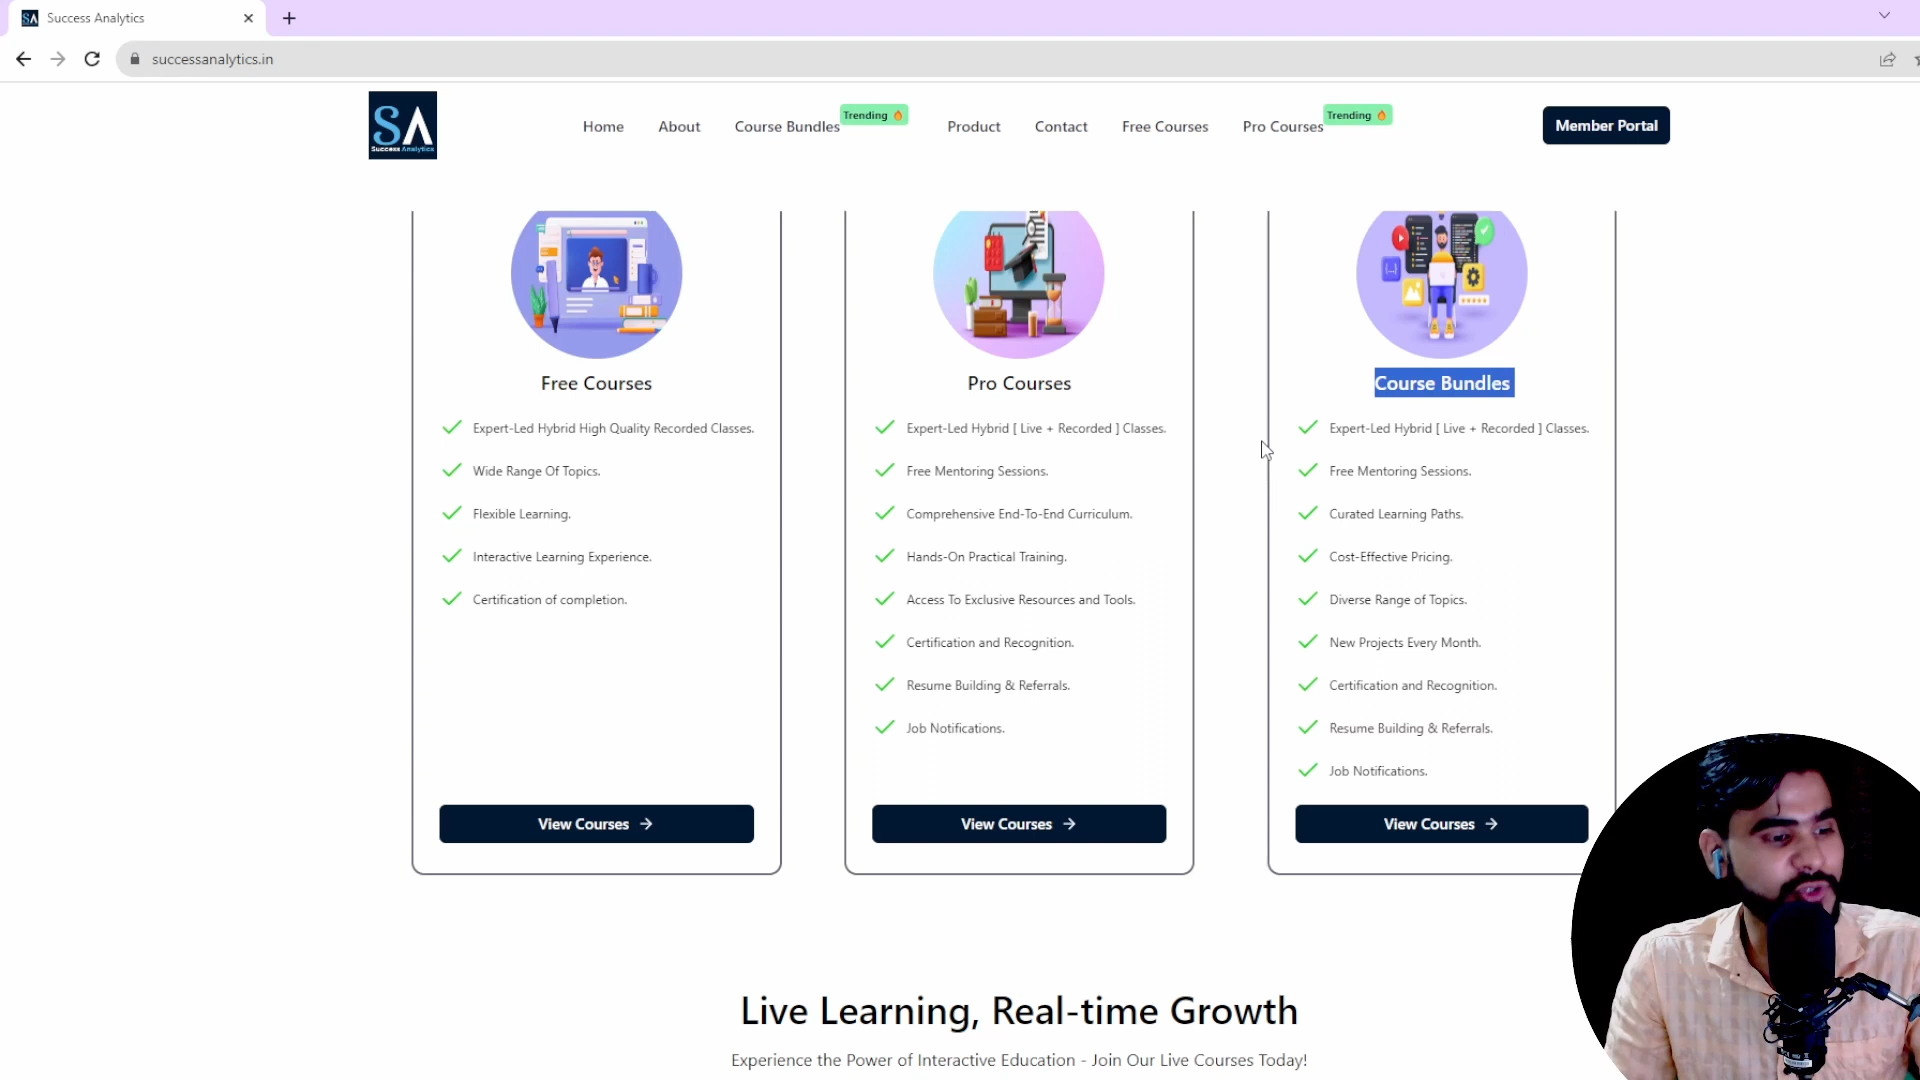 Success Analytics
successanalytics.in
SA
Success Analytics
Home
About
Course Bundles
Trending
Product
Contact
Free Courses
Pro Courses
Trending
Member Portal
Free Courses
Expert-Led Hybrid High Quality Recorded Classes.
Wide Range Of Topics.
Flexible Learning.
Interactive Learning Experience.
Certification of completion.
View Courses →
Pro Courses
Expert-Led Hybrid [ Live + Recorded ] Classes.
Free Mentoring Sessions.
Comprehensive End-To-End Curriculum.
Hands-On Practical Training.
Access To Exclusive Resources and Tools.
Certification and Recognition.
Resume Building & Referrals.
Job Notifications.
View Courses →
Course Bundles
Expert-Led Hybrid [ Live + Recorded ] Classes.
Free Mentoring Sessions.
Curated Learning Paths.
Cost-Effective Pricing.
Diverse Range of Topics.
New Projects Every Month.
Certification and Recognition.
Resume Building & Referrals.
Job Notifications.
View Courses →
Live Learning, Real-time Growth
Experience the Power of Interactive Education - Join Our Live Courses Today!